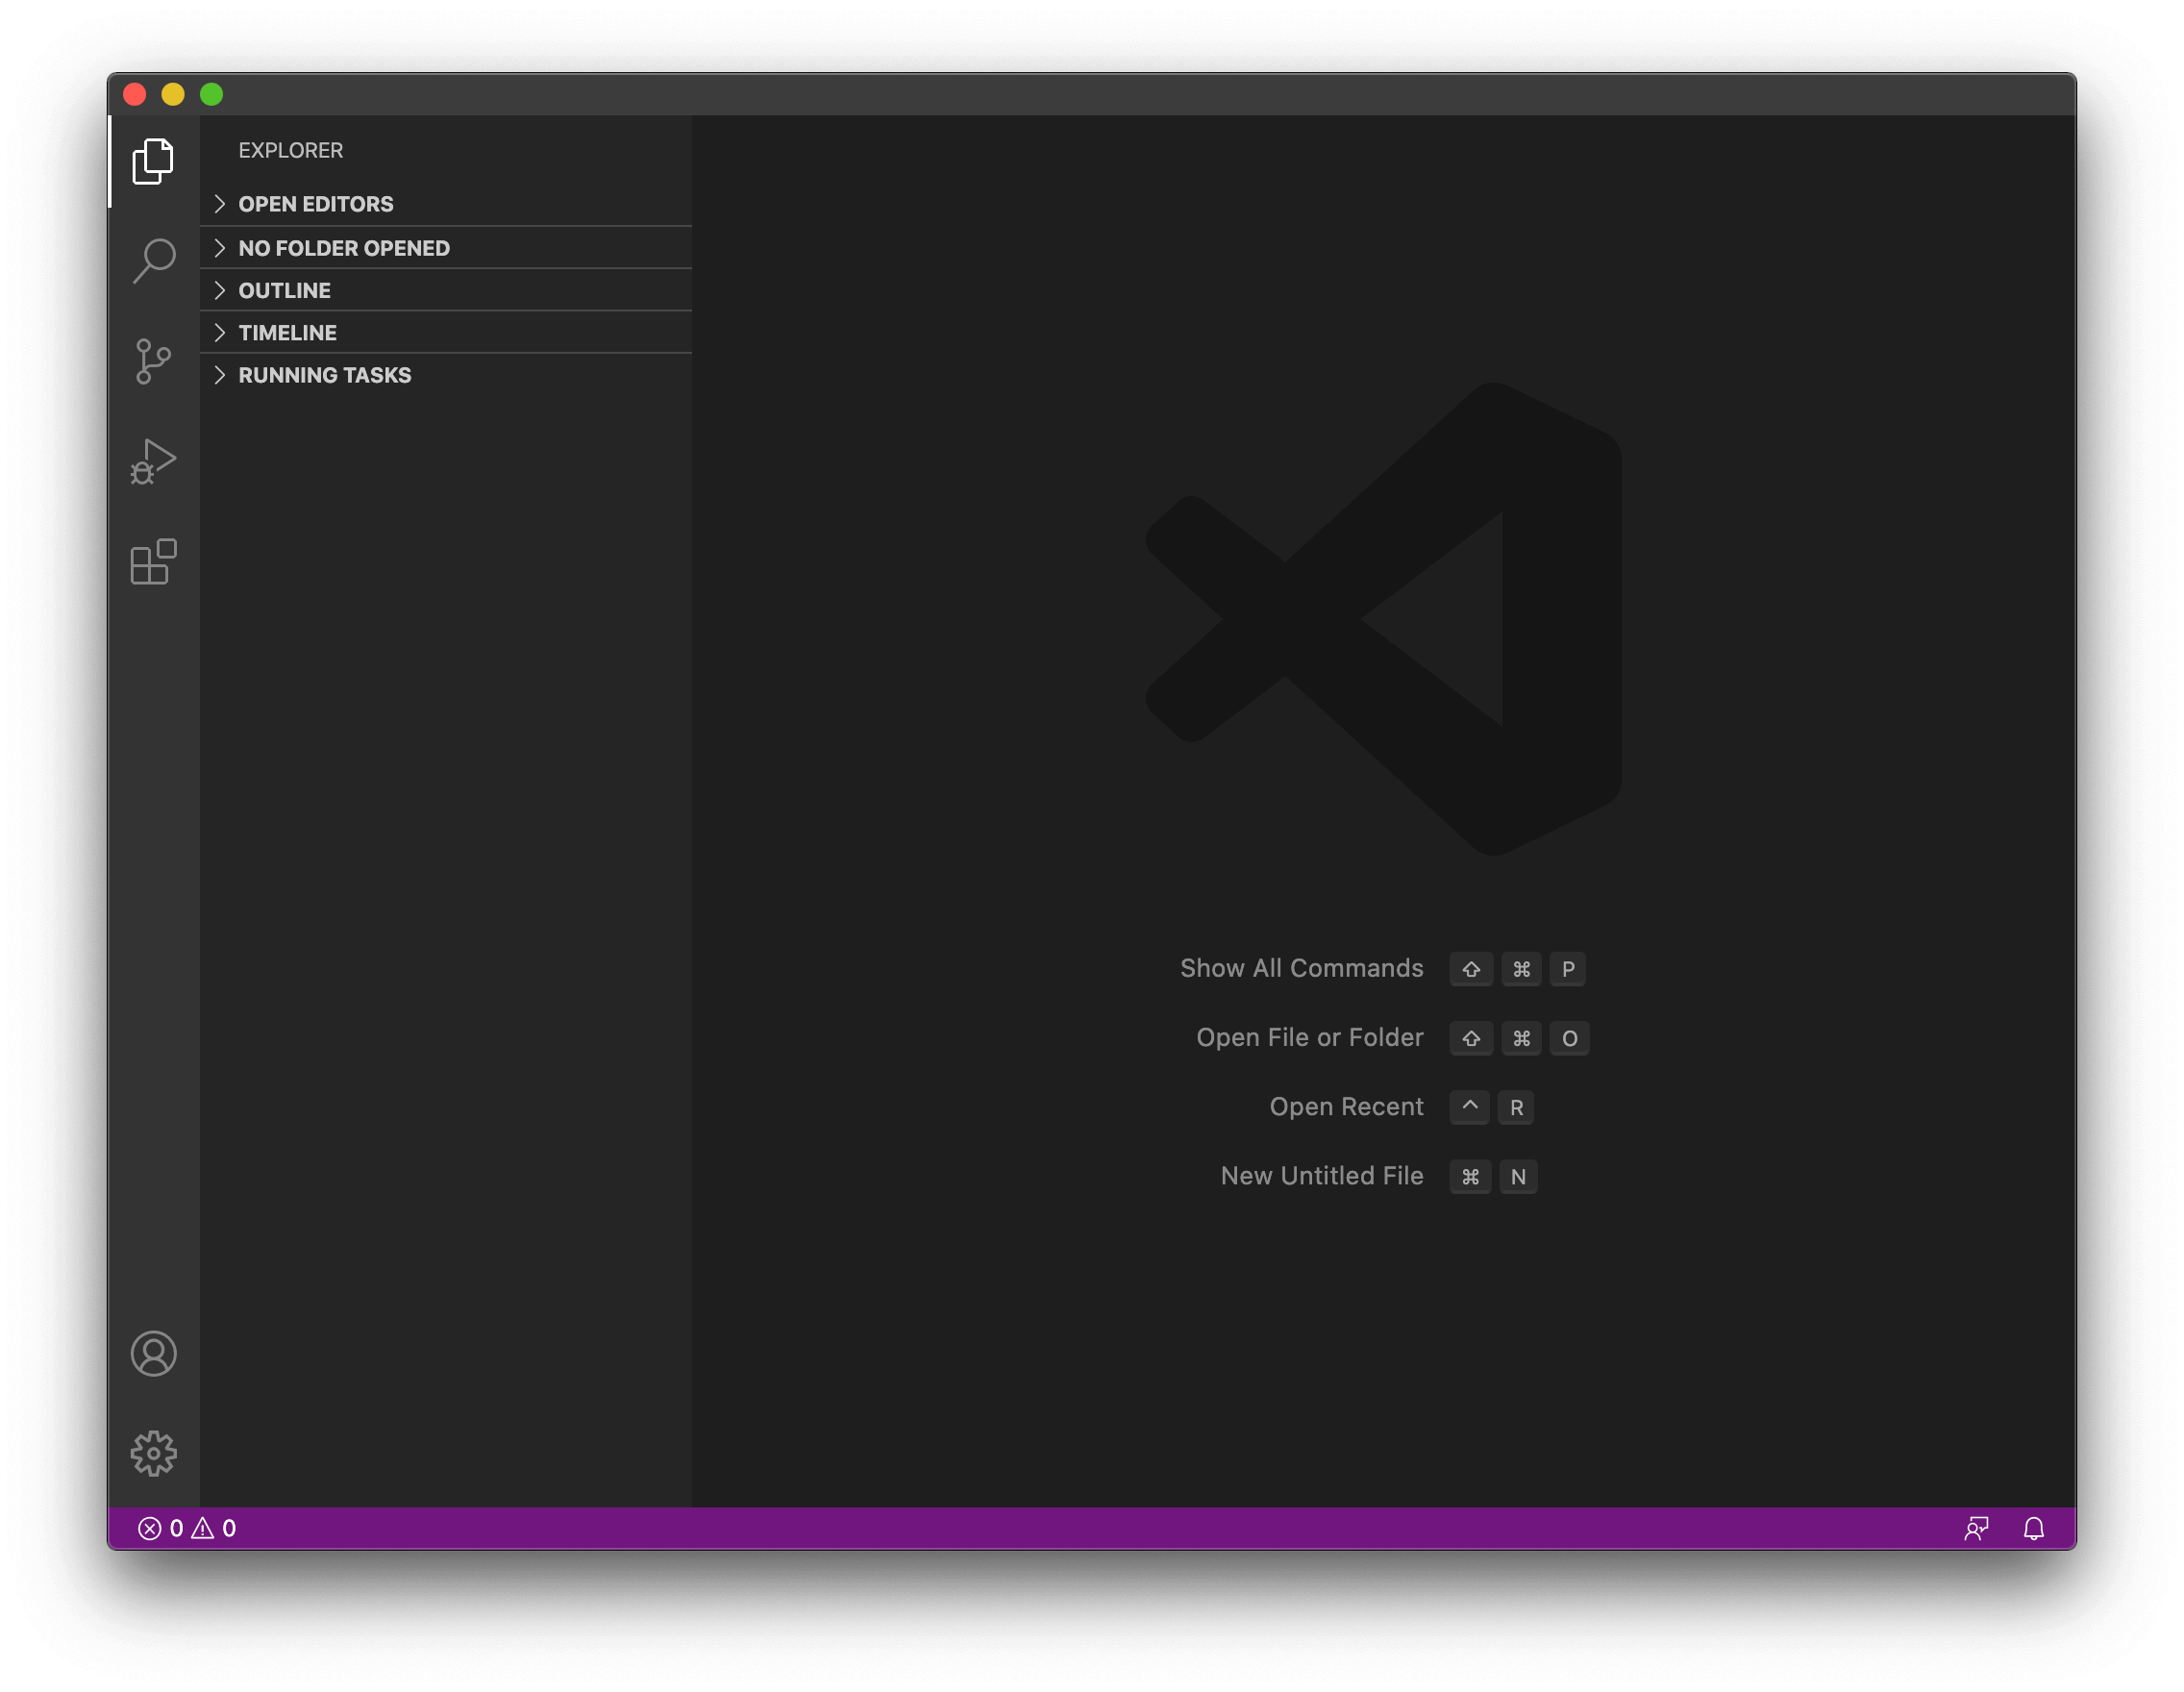 EXPLORER
OPEN EDITORS
NO FOLDER OPENED
OUTLINE
TIMELINE
RUNNING TASKS
Show All Commands ⇧ ⌘ P
Open File or Folder ⇧ ⌘ O
Open Recent ^ R
New Untitled File ⌘ N
0 0